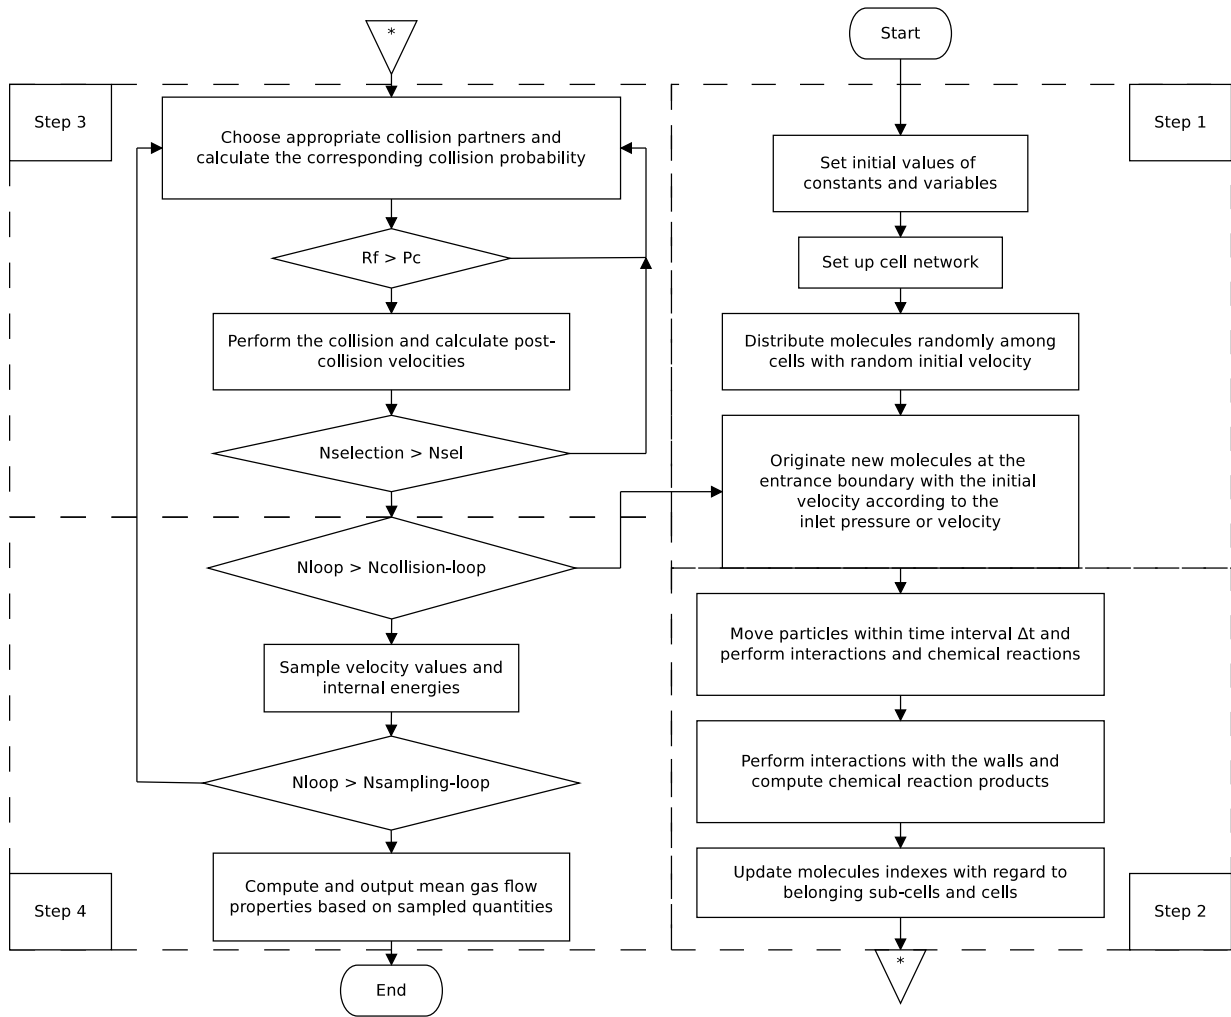 Start
Step 1
Set initial values of
constants and variables
Set up cell network
Distribute molecules randomly among
cells with random initial velocity
Originate new molecules at the
entrance boundary with the initial
velocity according to the
inlet pressure or velocity
Move particles within time interval Δt and
perform interactions and chemical reactions
Perform interactions with the walls and
compute chemical reaction products
Update molecules indexes with regard to
belonging sub-cells and cells
Step 2
*
*
Step 3
Choose appropriate collision partners and
calculate the corresponding collision probability
Rf > Pc
Perform the collision and calculate post-
collision velocities
Nselection > Nsel
Nloop > Ncollision-loop
Sample velocity values and
internal energies
Nloop > Nsampling-loop
Compute and output mean gas flow
properties based on sampled quantities
Step 4
End